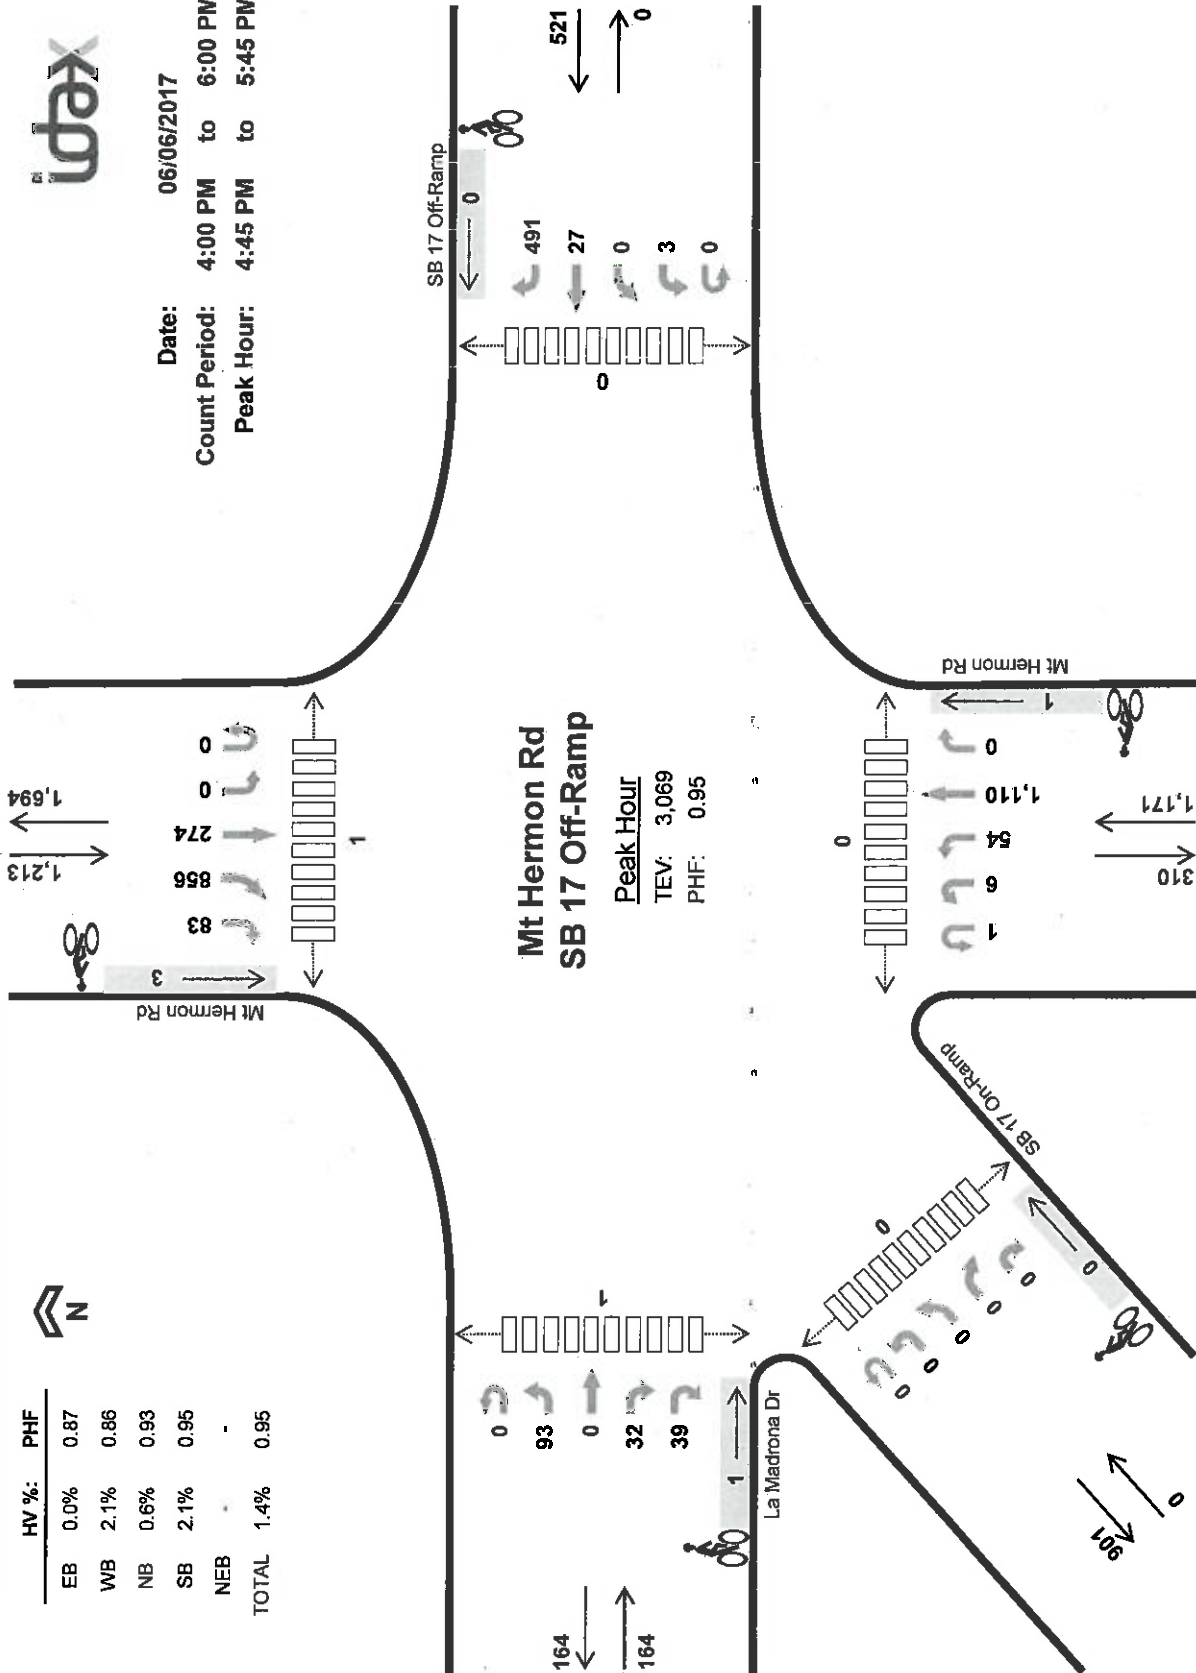 idax
Date: 06/06/2017
Count Period: 4:00 PM to 6:00 PM
Peak Hour: 4:45 PM to 5:45 PM
HV %: PHF
EB 0.0% 0.87
WB 2.1% 0.86
NB 0.6% 0.93
SB 2.1% 0.95
NEB - -
TOTAL 1.4% 0.95
N
Mt Hermon Rd
3
1,213
1,694
83
856
274
0
0
1
SB 17 Off-Ramp
0
521
0
491
27
0
3
0
0
Mt Hermon Rd
SB 17 Off-Ramp
Peak Hour
TEV: 3,069
PHF: 0.95
La Madrona Dr
1
164
164
0
93
0
32
39
1
SB 17 On-Ramp
0
901
0
0
0
0
0
0
0
Mt Hermon Rd
1
310
1,171
1
6
54
1,110
0
0